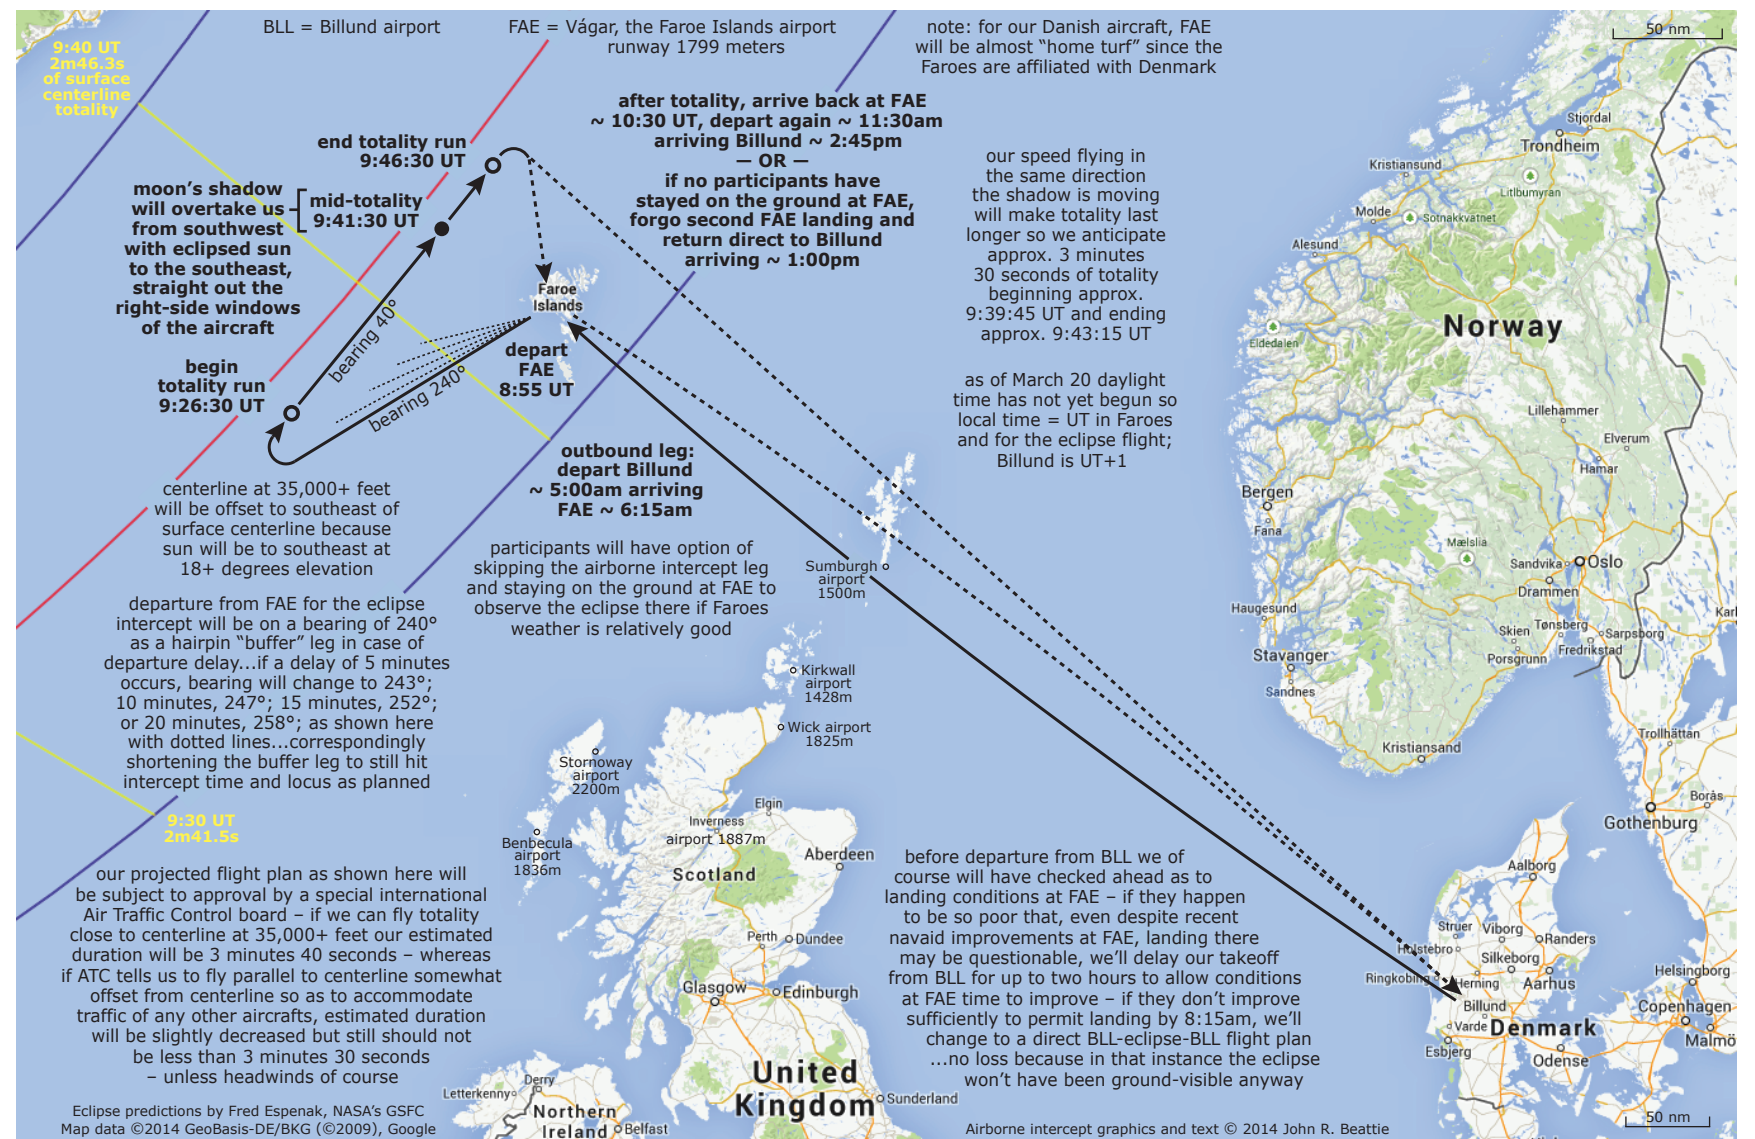 BLL = Billund airport
FAE = Vágar, the Faroe Islands airport
runway 1799 meters
note: for our Danish aircraft, FAE
will be almost “home turf” since the
Faroes are affiliated with Denmark
50 nm
9:40 UT
2m46.3s
of surface
centerline
totality
after totality, arrive back at FAE
~ 10:30 UT, depart again ~ 11:30am
arriving Billund ~ 2:45pm
— OR —
if no participants have
stayed on the ground at FAE,
forgo second FAE landing and
return direct to Billund
arriving ~ 1:00pm
end totality run
9:46:30 UT
moon’s shadow
will overtake us
from southwest
with eclipsed sun
to the southeast,
straight out the
right-side windows
of the aircraft
mid-totality
9:41:30 UT
our speed flying in
the same direction
the shadow is moving
will make totality last
longer so we anticipate
approx. 3 minutes
30 seconds of totality
beginning approx.
9:39:45 UT and ending
approx. 9:43:15 UT
as of March 20 daylight
time has not yet begun so
local time = UT in Faroes
and for the eclipse flight;
Billund is UT+1
Faroe
Islands
bearing 40°
begin
totality run
9:26:30 UT
depart
FAE
8:55 UT
bearing 240°
outbound leg:
depart Billund
~ 5:00am arriving
FAE ~ 6:15am
centerline at 35,000+ feet
will be offset to southeast of
surface centerline because
sun will be to southeast at
18+ degrees elevation
participants will have option of
skipping the airborne intercept leg
and staying on the ground at FAE to
observe the eclipse there if Faroes
weather is relatively good
departure from FAE for the eclipse
intercept will be on a bearing of 240°
as a hairpin “buffer” leg in case of
departure delay...if a delay of 5 minutes
occurs, bearing will change to 243°;
10 minutes, 247°; 15 minutes, 252°;
or 20 minutes, 258°; as shown here
with dotted lines...correspondingly
shortening the buffer leg to still hit
intercept time and locus as planned
9:30 UT
2m41.5s
our projected flight plan as shown here will
be subject to approval by a special international
Air Traffic Control board – if we can fly totality
close to centerline at 35,000+ feet our estimated
duration will be 3 minutes 40 seconds – whereas
if ATC tells us to fly parallel to centerline somewhat
offset from centerline so as to accommodate
traffic of any other aircrafts, estimated duration
will be slightly decreased but still should not
be less than 3 minutes 30 seconds
– unless headwinds of course
Eclipse predictions by Fred Espenak, NASA’s GSFC
Map data ©2014 GeoBasis-DE/BKG (©2009), Google
before departure from BLL we of
course will have checked ahead as to
landing conditions at FAE – if they happen
to be so poor that, even despite recent
navaid improvements at FAE, landing there
may be questionable, we’ll delay our takeoff
from BLL for up to two hours to allow conditions
at FAE time to improve – if they don’t improve
sufficiently to permit landing by 8:15am, we’ll
change to a direct BLL-eclipse-BLL flight plan
...no loss because in that instance the eclipse
won’t have been ground-visible anyway
Airborne intercept graphics and text © 2014 John R. Beattie
50 nm
Sumburgh
airport
1500m
Kirkwall
airport
1428m
Wick airport
1825m
Stornoway
airport
2200m
Benbecula
airport
1836m
Elgin
Inverness
airport 1887m
Aberdeen
Scotland
Perth
Dundee
Glasgow
Edinburgh
United
Kingdom
Sunderland
Derry
Letterkenny
Northern
Ireland
Belfast
Stjordal
Trondheim
Kristiansund
Litlbumyran
Molde
Sotnakkvatnet
Alesund
Eldedalen
Norway
Lillehammer
Elverum
Hamar
Bergen
Fana
Mælslia
Sandvika
Oslo
Drammen
Haugesund
Tønsberg
Skien
Sarpsborg
Fredrikstad
Porsgrunn
Stavanger
Sandnes
Kristiansand
Trollhättan
Borås
Gothenburg
Aalborg
Struer
Viborg
Holstebro
Randers
Silkeborg
Ringkobing
Herning
Aarhus
Helsingborg
Billund
Copenhagen
Varde
Denmark
Esbjerg
Odense
Malmö